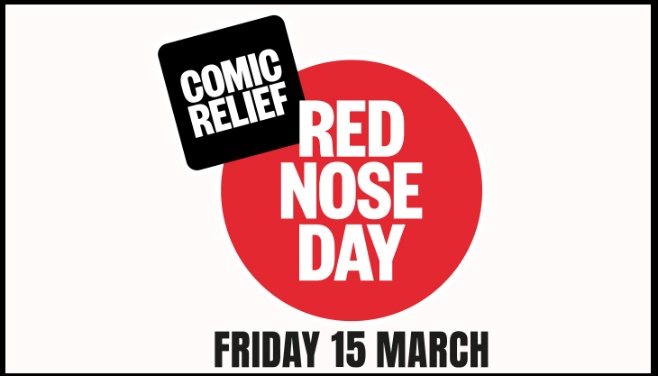 COMIC
RELIEF
RED
NOSE
DAY
FRIDAY 15 MARCH